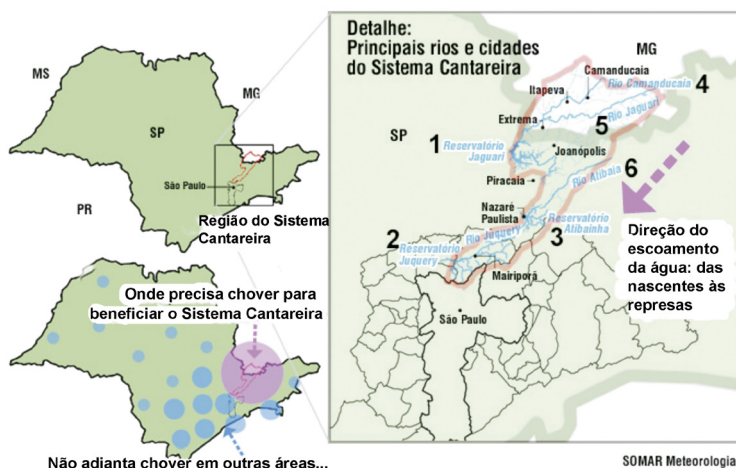 MS
MG
SP
São Paulo
PR
Região do Sistema
Cantareira
Onde precisa chover para
beneficiar o Sistema Cantareira
Não adianta chover em outras áreas...
Detalhe:
Principais rios e cidades
do Sistema Cantareira
MG
Camanducaia
Itapeva
Rio Camanducaia
4
Extrema
Rio Jaguari
5
SP
1
Reservatório
Jaguari
Joanópolis
6
Piracaia
Rio Atibaia
Nazaré
Paulista
Reservatório
Atibainha
3
Rio Juquery
2
Reservatório
Juquery
Mairiporã
São Paulo
Direção do
escoamento
da água: das
nascentes às
represas
SOMAR Meteorologia